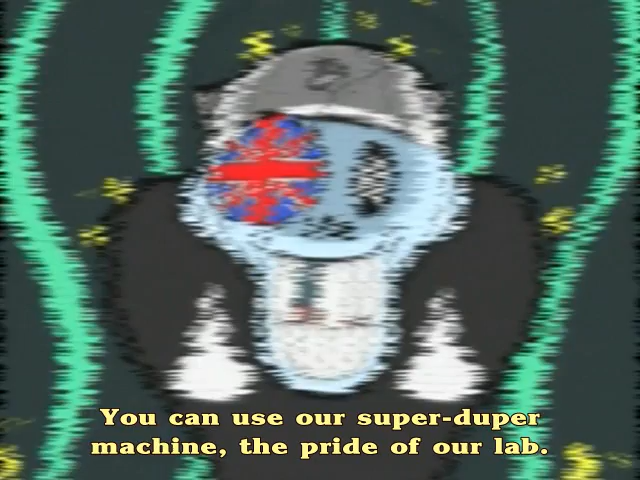 You can use our super-duper
machine, the pride of our lab.